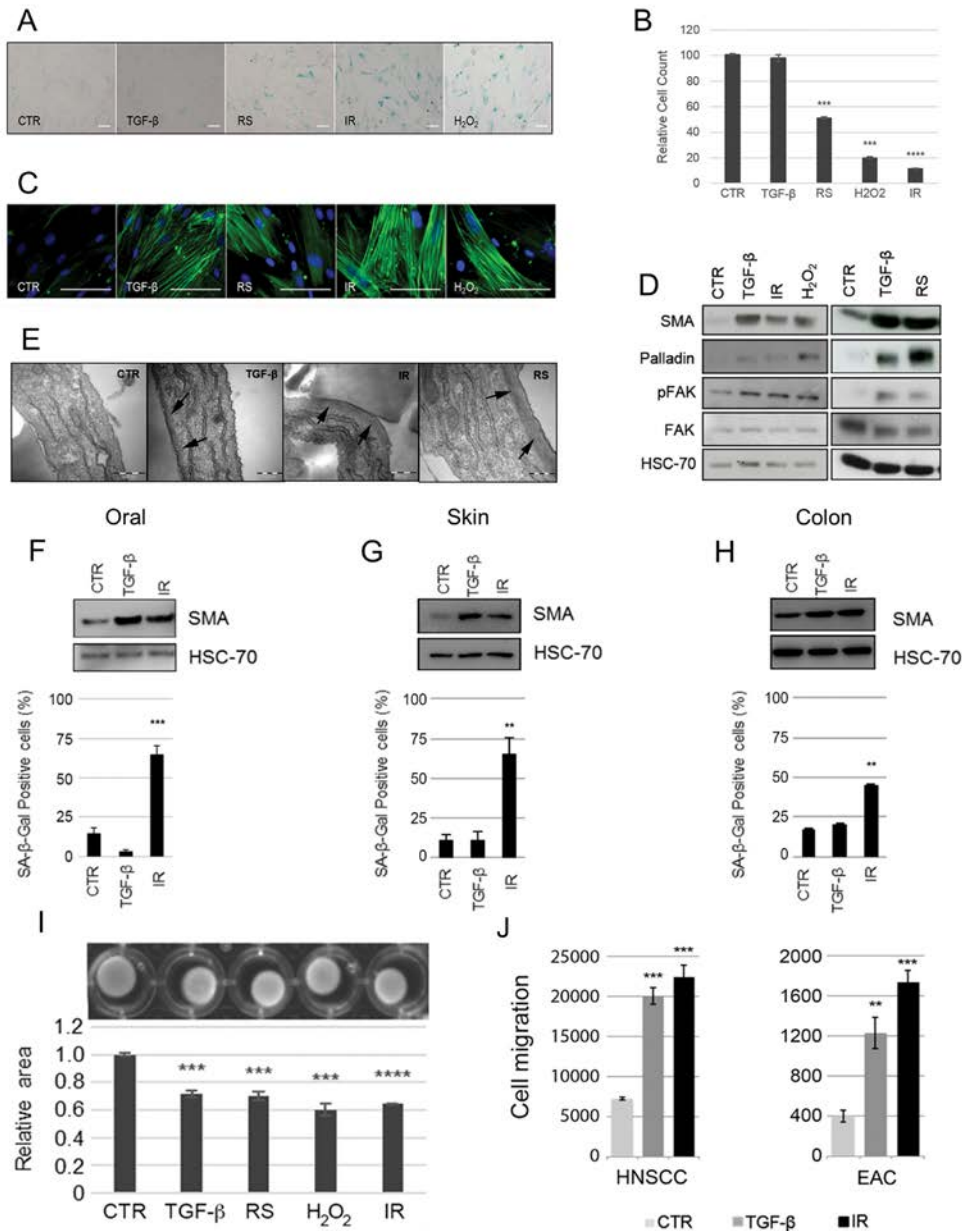 A
CTR TGF-β RS IR H₂O₂
B
Relative Cell Count
120
100
80
60
40
20
0
*** *** ****
CTR TGF-β RS H2O2 IR
C
CTR TGF-β RS IR H₂O₂
D
CTR TGF-β IR H₂O₂ CTR TGF-β RS
SMA
Palladin
pFAK
FAK
HSC-70
E
CTR TGF-β IR RS
Oral Skin Colon
F
CTR TGF-β IR
SMA
HSC-70
SA-β-Gal Positive cells (%)
100
75
50
25
0
***
CTR TGF-β IR
G
CTR TGF-β IR
SMA
HSC-70
SA-β-Gal Positive cells (%)
100
75
50
25
0
**
CTR TGF-β IR
H
CTR TGF-β IR
SMA
HSC-70
SA-β-Gal Positive cells (%)
100
75
50
25
0
**
CTR TGF-β IR
I
Relative area
1.2
1.0
0.8
0.6
0.4
0.2
0
*** *** *** ****
CTR TGF-β RS H₂O₂ IR
J
Cell migration
25000
20000
15000
10000
7000
5000
0
*** ***
HNSCC
1800
1600
1200
800
400
0
** ***
EAC
CTR TGF-β IR